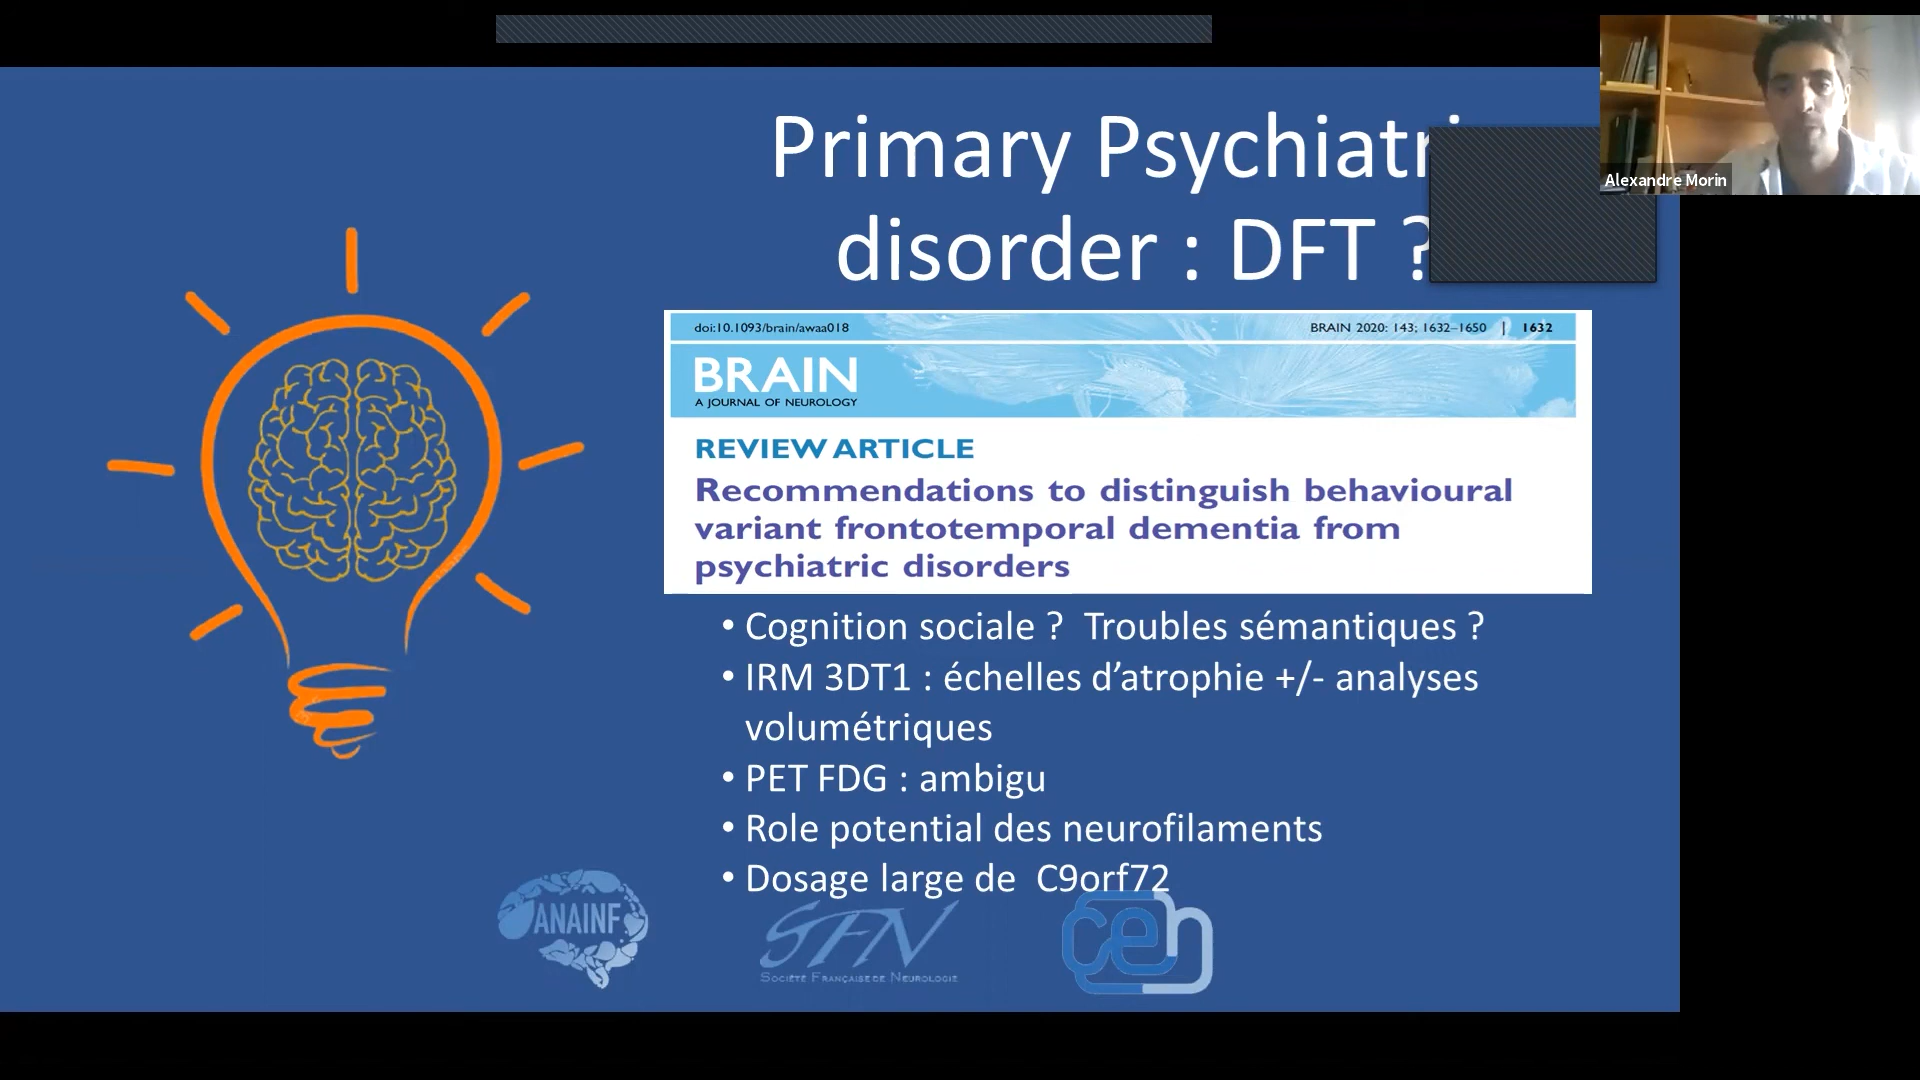 Primary Psychiatri
disorder : DFT ?
Alexandre Morin
doi:10.1093/brain/awaa018
BRAIN 2020: 143; 1632–1650 | 1632
BRAIN
A JOURNAL OF NEUROLOGY
REVIEW ARTICLE
Recommendations to distinguish behavioural
variant frontotemporal dementia from
psychiatric disorders
• Cognition sociale ? Troubles sémantiques ?
• IRM 3DT1 : échelles d’atrophie +/- analyses
volumétriques
• PET FDG : ambigu
• Role potential des neurofilaments
• Dosage large de C9orf72
ANAINF
SFN
SOCIÉTÉ FRANÇAISE DE NEUROLOGIE
cen